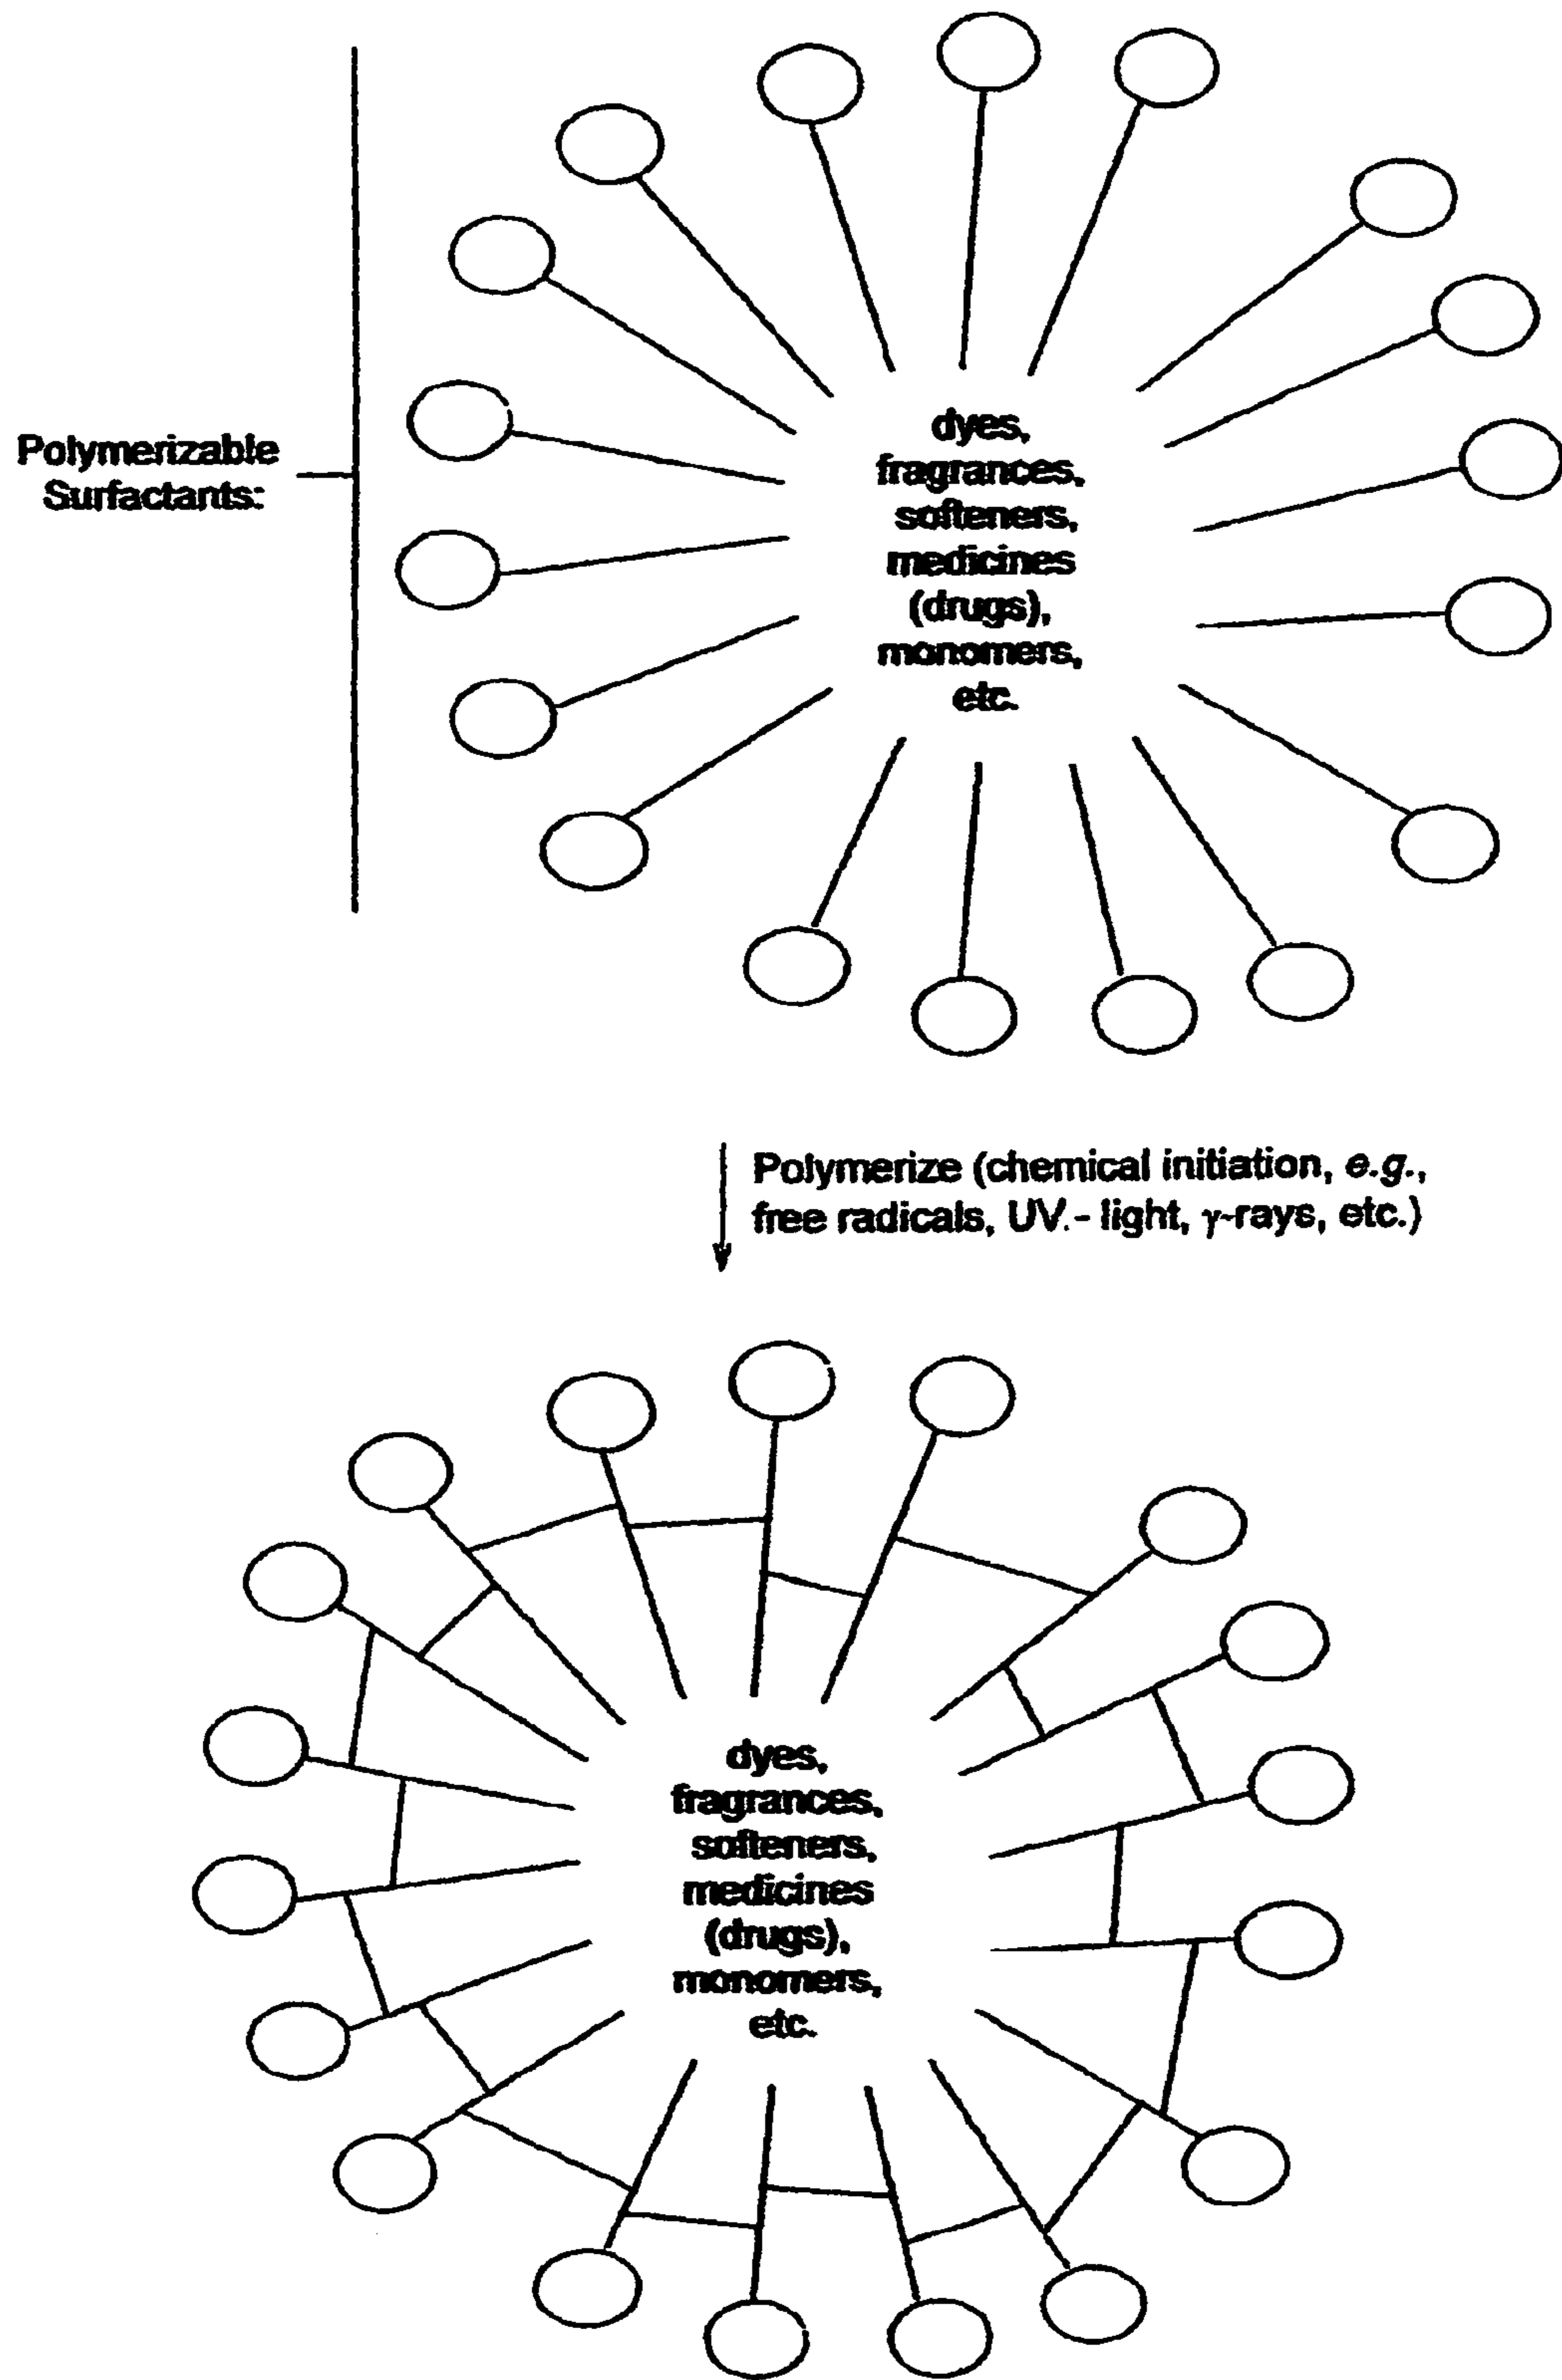 Polymerizable
Surfactants:
dyes,
fragrances,
softeners,
medicines
(drugs),
monomers,
etc.
Polymerize (chemical initiation, e.g.,
free radicals, UV.- light, γ-rays, etc.)
dyes,
fragrances,
softeners,
medicines
(drugs),
monomers,
etc.